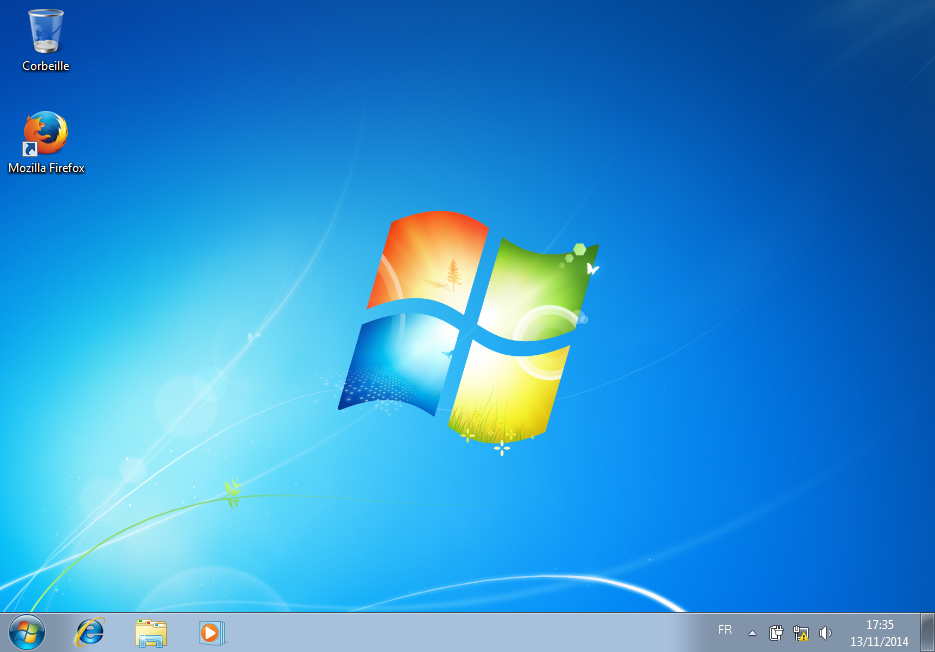 Corbeille
Mozilla Firefox
FR
17:35
13/11/2014